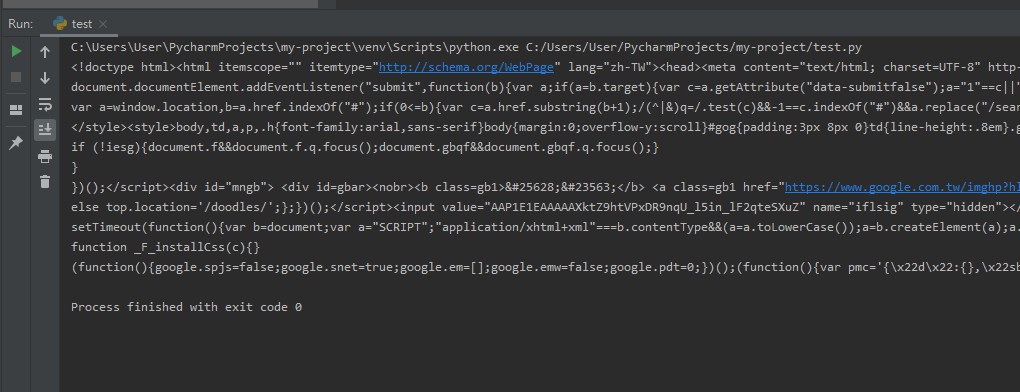 Run: test
C:\Users\User\PycharmProjects\my-project\venv\Scripts\python.exe C:/Users/User/PycharmProjects/my-project/test.py
<!doctype html><html itemscope="" itemtype="http://schema.org/WebPage" lang="zh-TW"><head><meta content="text/html; charset=UTF-8" http-
document.documentElement.addEventListener("submit",function(b){var a;if(a=b.target){var c=a.getAttribute("data-submitfalse");a="1"==c||"
var a=window.location,b=a.href.indexOf("#");if(0<=b){var c=a.href.substring(b+1);/(^|&)q=/.test(c)&&-1==c.indexOf("#")&&a.replace("/sear
</style><style>body,td,a,p,.h{font-family:arial,sans-serif}body{margin:0;overflow-y:scroll}#gog{padding:3px 8px 0}td{line-height:.8em}.g
if (!iesg){document.f&&document.f.q.focus();document.gbqf&&document.gbqf.q.focus();}
}
})();</script><div id="mngb"> <div id=gbar><nobr><b class=gb1>&#25628;&#23563;</b> <a class=gb1 href="https://www.google.com.tw/imghp?hl
else top.location='/doodles/';};})();</script><input value="AAP1E1EAAAAAXktZ9htVPxDR9nqU_l5in_lF2qteSXuZ" name="iflsig" type="hidden"></
setTimeout(function(){var b=document;var a="SCRIPT";"application/xhtml+xml"===b.contentType&&(a=a.toLowerCase());a=b.createElement(a);a.
function _F_installCss(c){}
(function(){google.spjs=false;google.snet=true;google.em=[];google.emw=false;google.pdt=0;})();(function(){var pmc='{\x22d\x22:{},\x22sb
Process finished with exit code 0